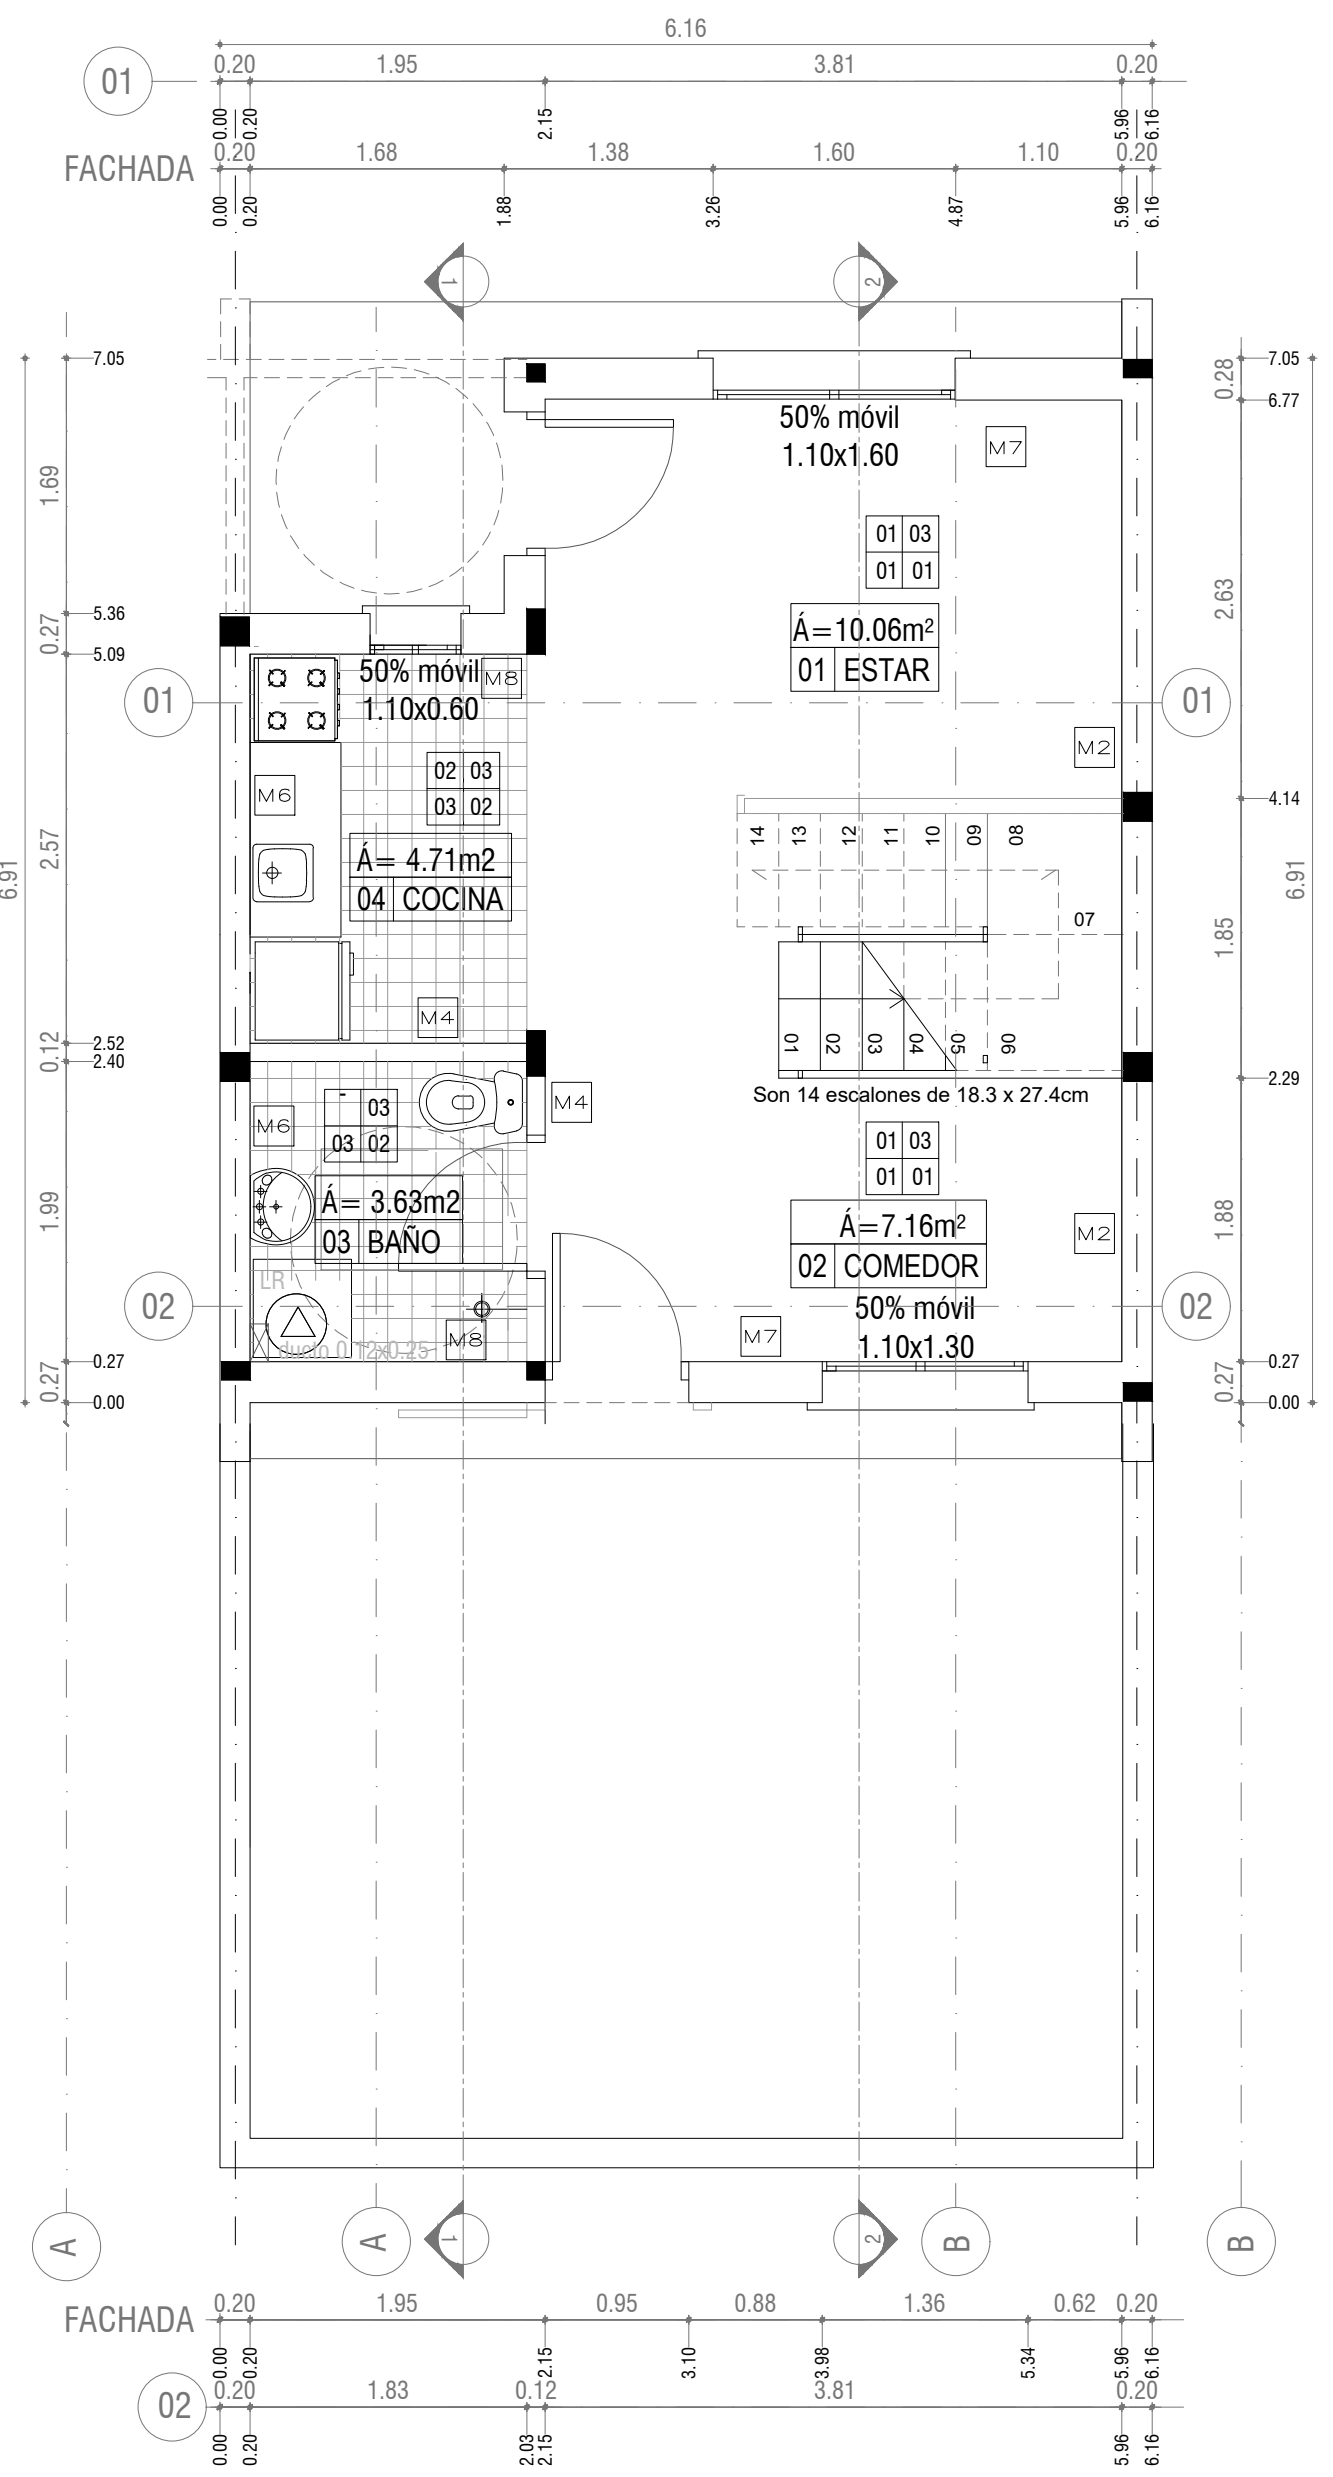 6.16
0.20 1.95 3.81 0.20
01
0.00 0.20 2.15 5.96 6.16
0.20 1.68 1.38 1.60 1.10 0.20
FACHADA
0.00 0.20 1.88 3.26 4.87 5.96 6.16
1 2
7.05 7.05
0.28
6.77
50% móvil
1.10x1.60
M7
1.69
01 03
01 01
5.36
2.63
Á=10.06m²
01 ESTAR
0.27
5.09
50% móvil M8
1.10x0.60
01 01
M2
02 03
M6
03 02
4.14
14 13 12 11 10 09 08
2.57
Á= 4.71m2
04 COCINA
6.91 6.91
07
1.85
M4
01 02 03 04 05 06
0.12
2.52
2.40
2.29
Son 14 escalones de 18.3 x 27.4cm
- 03
M4
M6
03 02
01 03
01 01
Á= 3.63m2
03 BAÑO
1.99
1.88
Á=7.16m²
M2
02 COMEDOR
LR
02 02
50% móvil
M8
M7
1.10x1.30
ducto 0.12x0.25
0.27 0.27
0.27 0.27
0.00 0.00
A A 1 2 B B
0.20 1.95 0.95 0.88 1.36 0.62 0.20
FACHADA
0.00 0.20 2.15 3.10 3.98 5.34 5.96 6.16
0.20 1.83 0.12 3.81 0.20
02
0.00 0.20 2.03 2.15 5.96 6.16